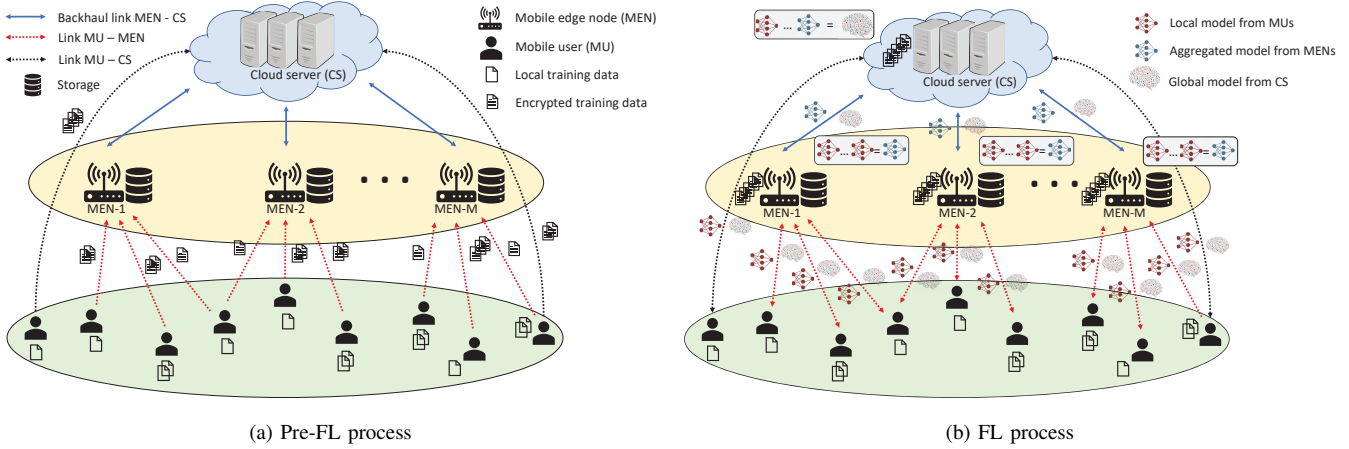 Backhaul link MEN - CS
Link MU – MEN
Link MU – CS
Storage
Cloud server (CS)
Mobile edge node (MEN)
Mobile user (MU)
Local training data
Encrypted training data
MEN-1
MEN-2
MEN-M
(a) Pre-FL process
... =
Cloud server (CS)
Local model from MUs
Aggregated model from MENs
Global model from CS
.... =
.... =
.... =
MEN-1
MEN-2
MEN-M
(b) FL process